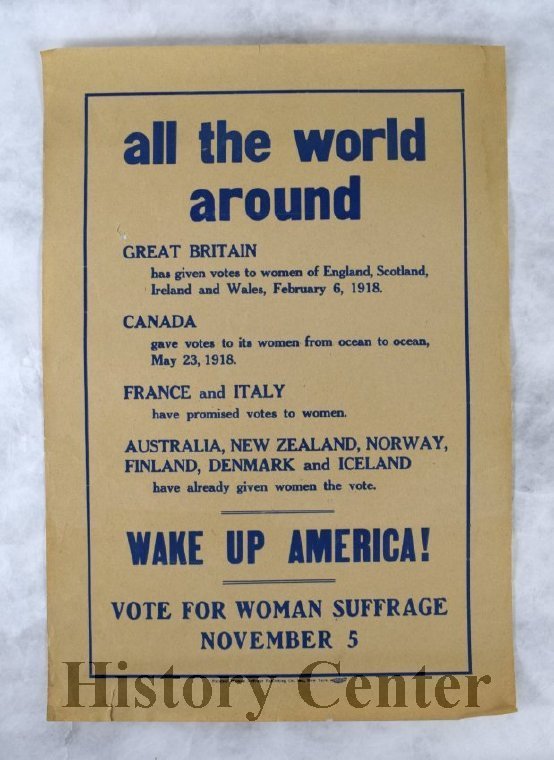 all the world
around
GREAT BRITAIN
has given votes to women of England, Scotland,
Ireland and Wales, February 6, 1918.
CANADA
gave votes to its women from ocean to ocean,
May 23, 1918.
FRANCE and ITALY
have promised votes to women.
AUSTRALIA, NEW ZEALAND, NORWAY,
FINLAND, DENMARK and ICELAND
have already given women the vote.
WAKE UP AMERICA!
VOTE FOR WOMAN SUFFRAGE
NOVEMBER 5
History Center